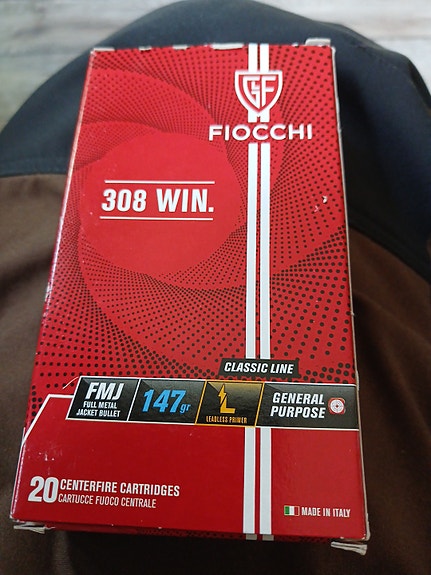 GFL
FIOCCHI
308 WIN.
CLASSIC LINE
FMJ
FULL METAL
JACKET BULLET
147gr
L
LEADLESS PRIMER
GENERAL
PURPOSE
20 CENTERFIRE CARTRIDGES
CARTUCCE FUOCO CENTRALE
MADE IN ITALY